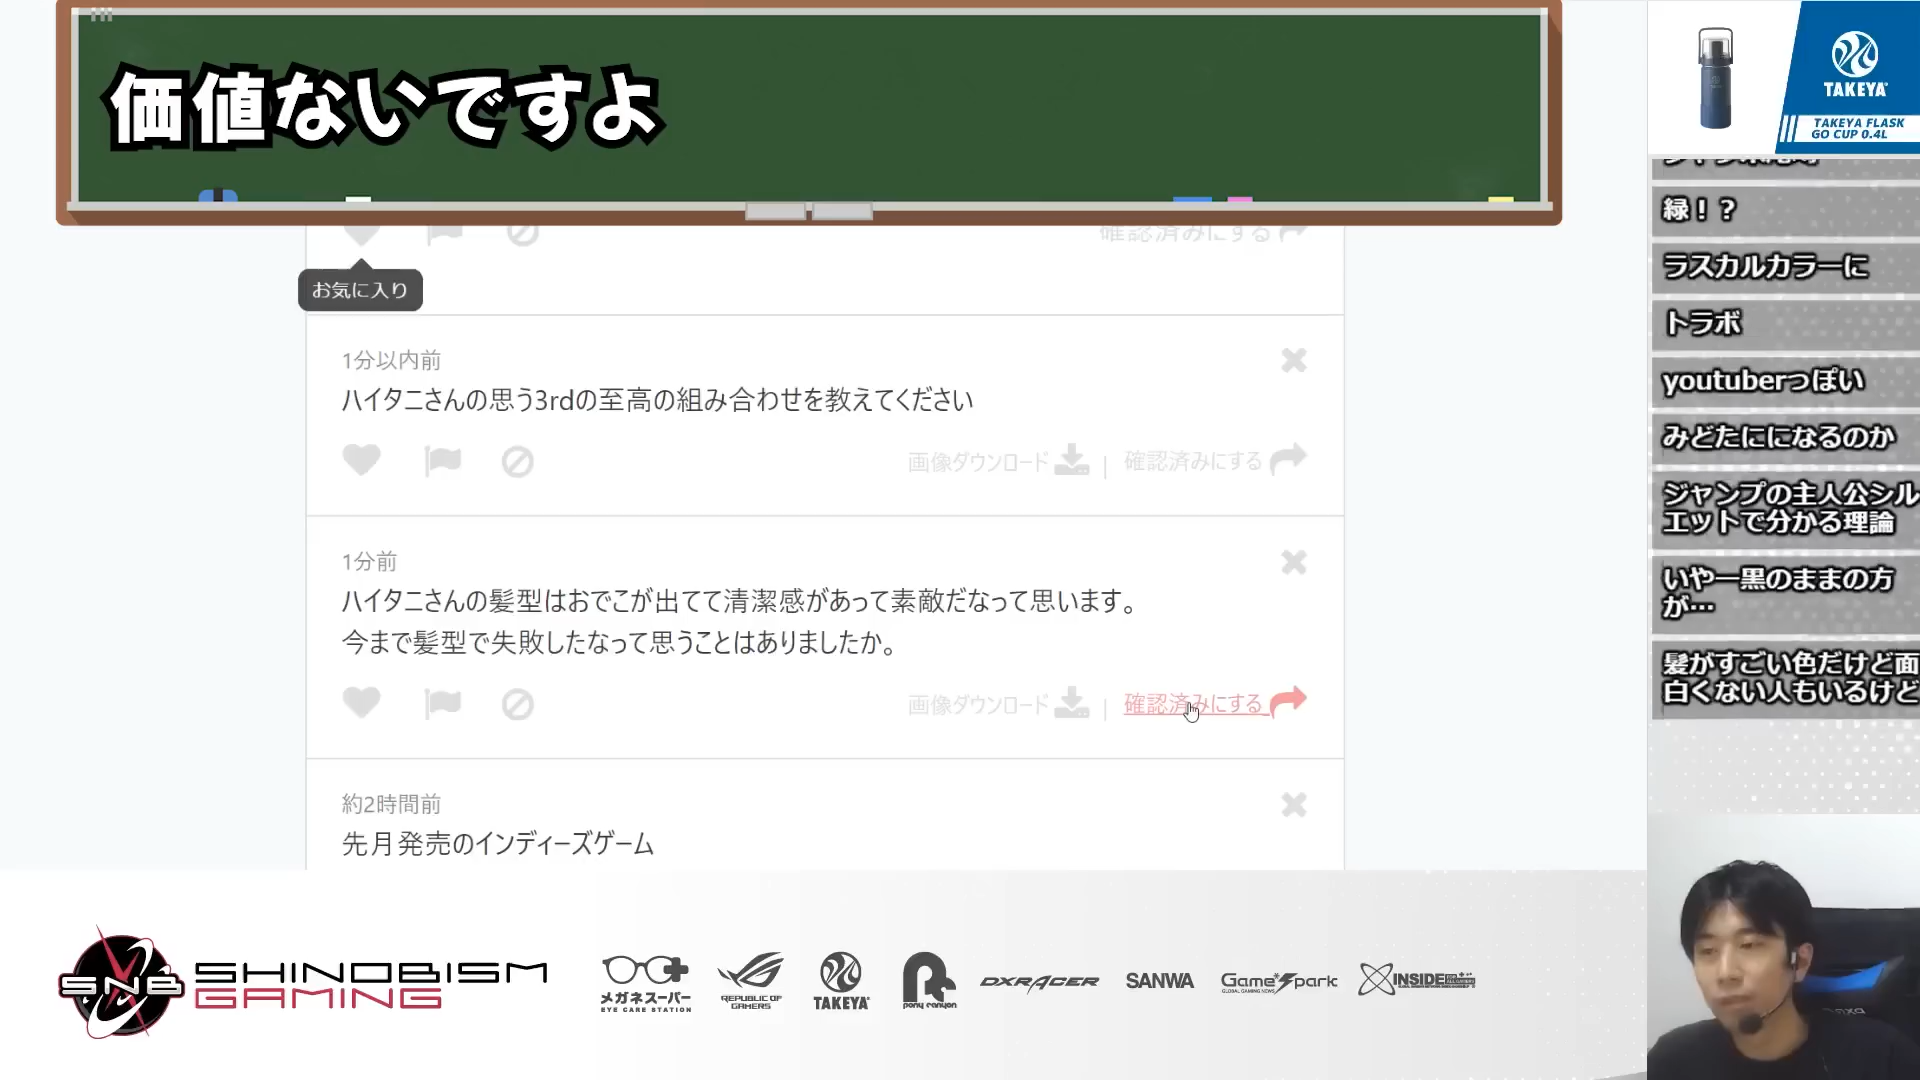 価値ないですよ
TAKEYA
TAKEYA FLASK
GO CUP 0.4L
確認済みにする
お気に入り
1分以内前
ハイタニさんの思う3rdの至高の組み合わせを教えてください
画像ダウンロード | 確認済みにする
1分前
ハイタニさんの髪型はおでこが出てて清潔感があって素敵だなって思います。
今まで髪型で失敗したなって思うことはありましたか。
画像ダウンロード | 確認済みにする
約2時間前
先月発売のインディーズゲーム
緑！？
ラスカルカラーに
トラボ
youtuberっぽい
みどたにになるのか
ジャンプの主人公シル
エットで分かる理論
いや一黒のままの方
が…
髪がすごい色だけど面
白くない人もいるけど
SNB
SHINOBISM
GAMING
メガネスーパー
EYE CARE STATION
REPUBLIC OF
GAMERS
TAKEYA
pony canyon
DXRACER
SANWA
Game*Spark
GLOBAL GAMING NEWS
INSIDE